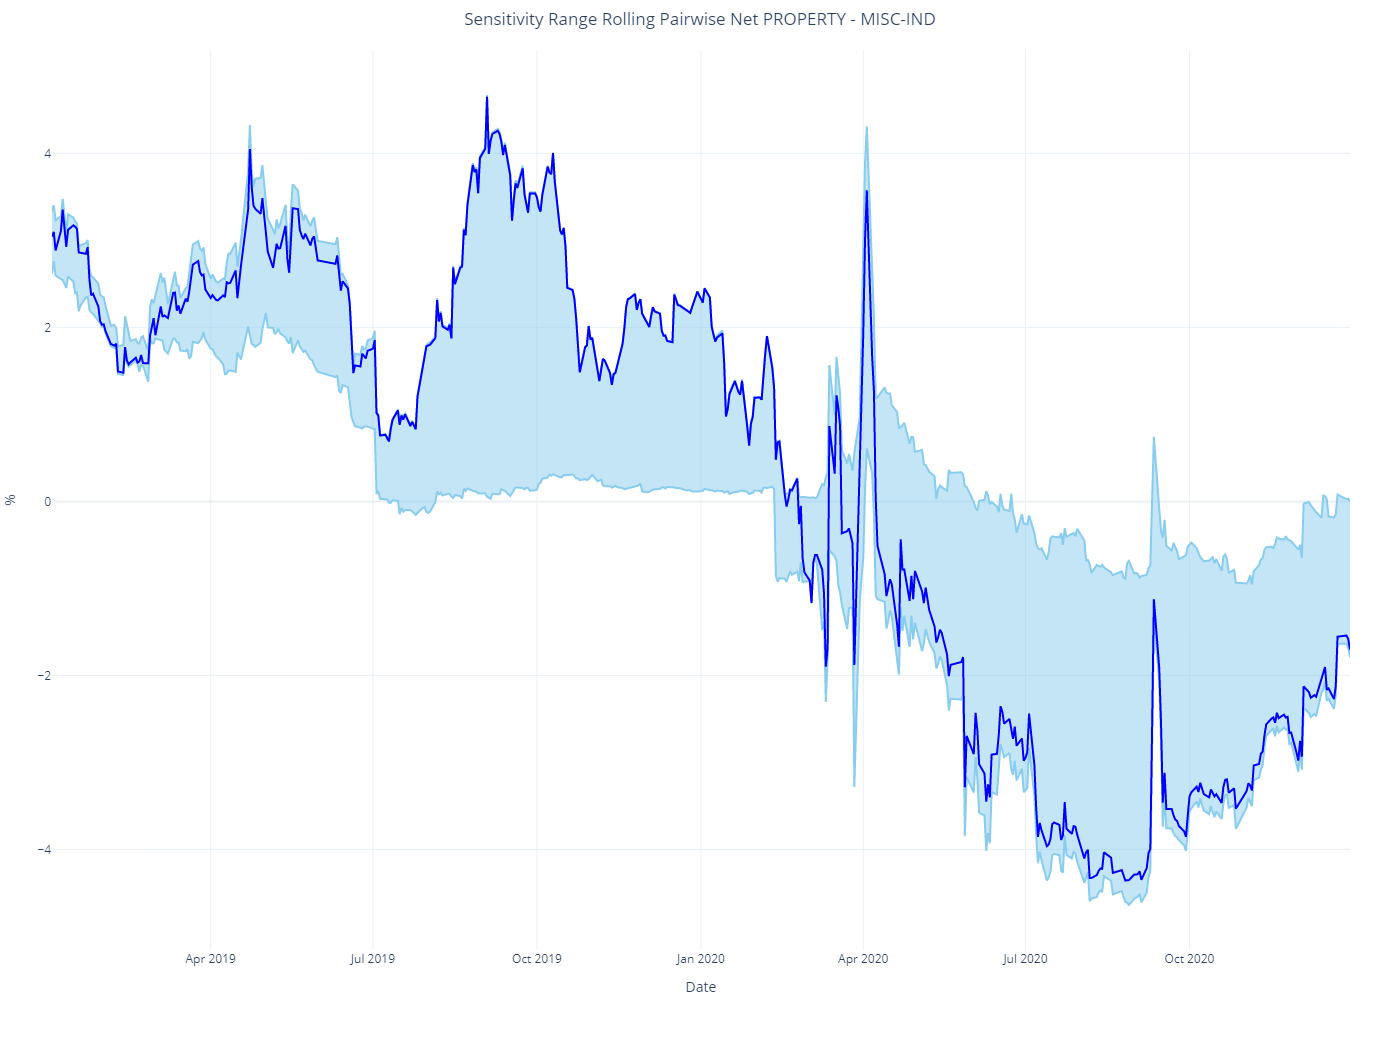 Sensitivity Range Rolling Pairwise Net PROPERTY - MISC-IND
4
2
0
−2
−4
%
Apr 2019
Jul 2019
Oct 2019
Jan 2020
Apr 2020
Jul 2020
Oct 2020
Date